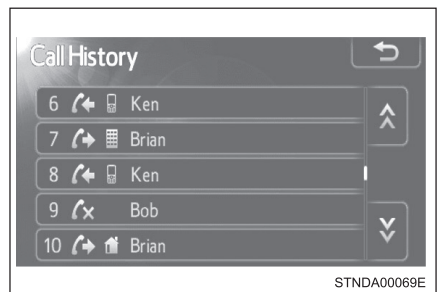 Call History
6 Ken
7 Brian
8 Ken
9 Bob
10 Brian
STNDA00069E